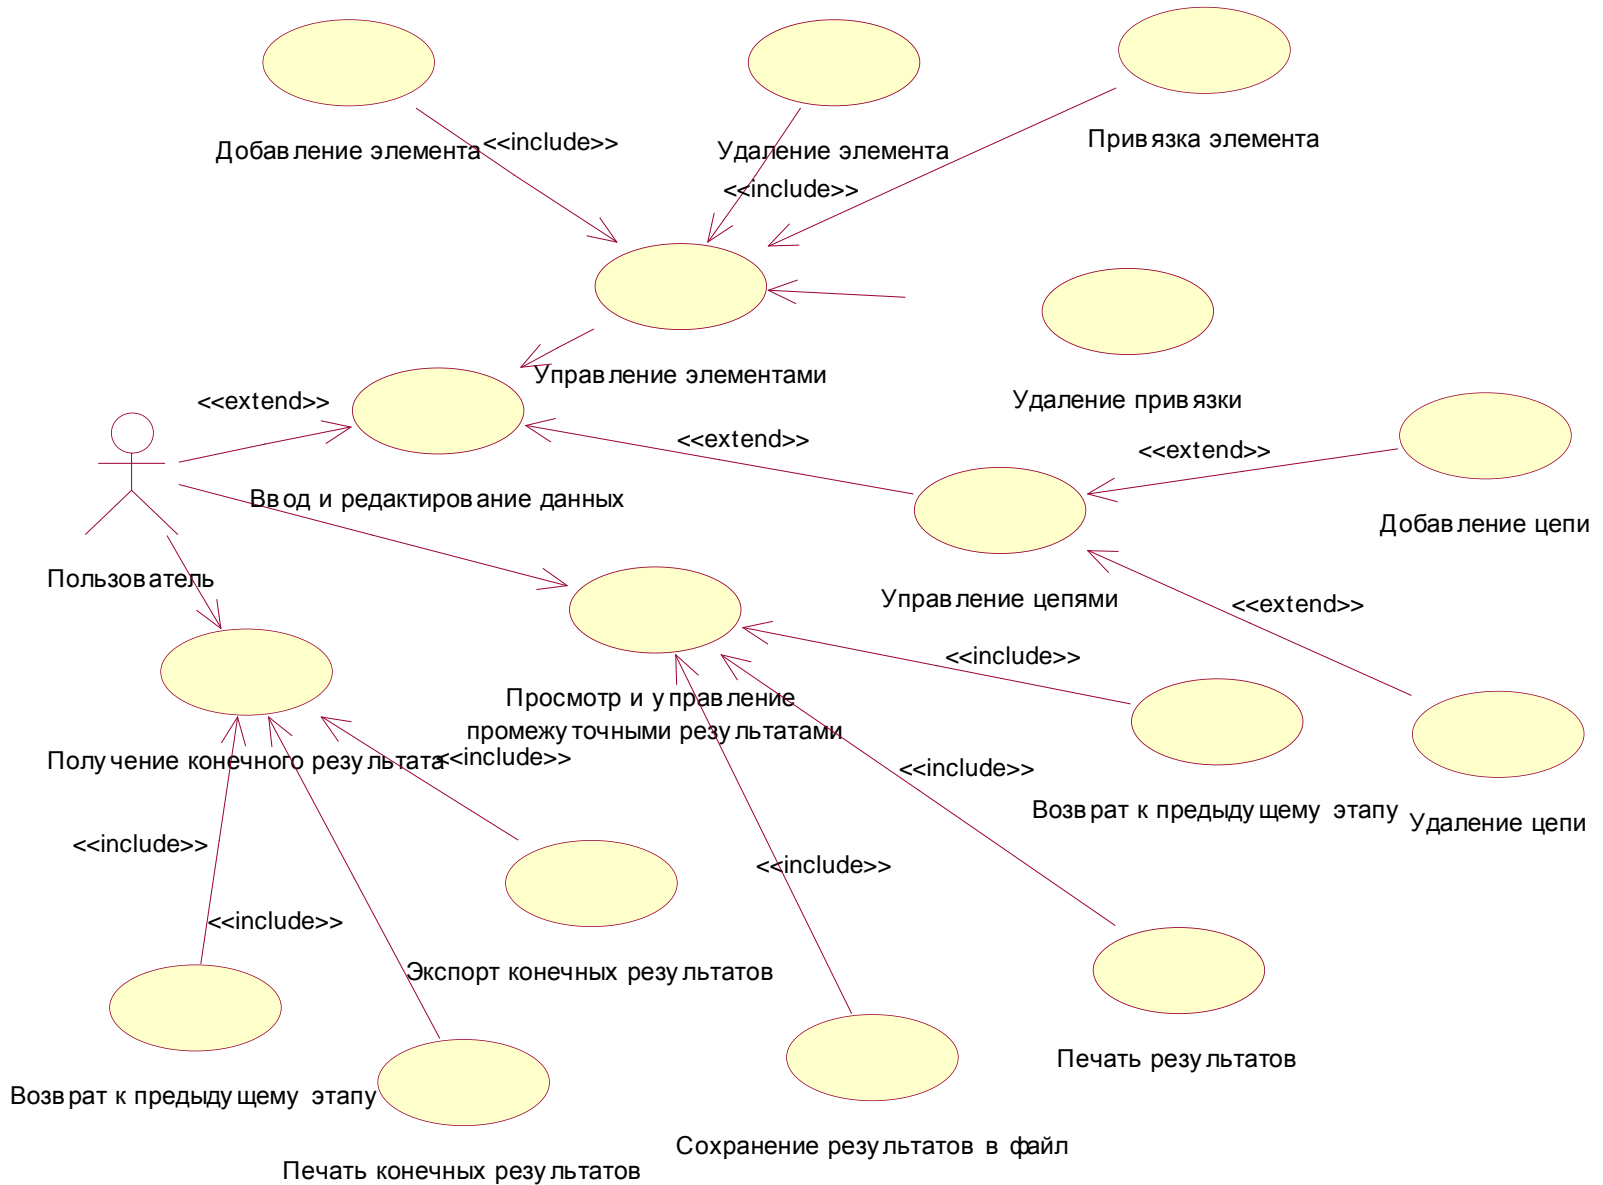 Добавление элемента
<<include>>
Удаление элемента
Привязка элемента
<<include>>
Управление элементами
Удаление привязки
<<extend>>
<<extend>>
<<extend>>
Ввод и редактирование данных
Добавление цепи
Пользователь
Управление цепями
<<extend>>
<<include>>
Просмотр и управление
промежуточными результатами
Получение конечного результата
<<include>>
<<include>>
Возврат к предыдущему этапу
Удаление цепи
<<include>>
<<include>>
<<include>>
Экспорт конечных результатов
Печать результатов
Возврат к предыдущему этапу
Сохранение результатов в файл
Печать конечных результатов